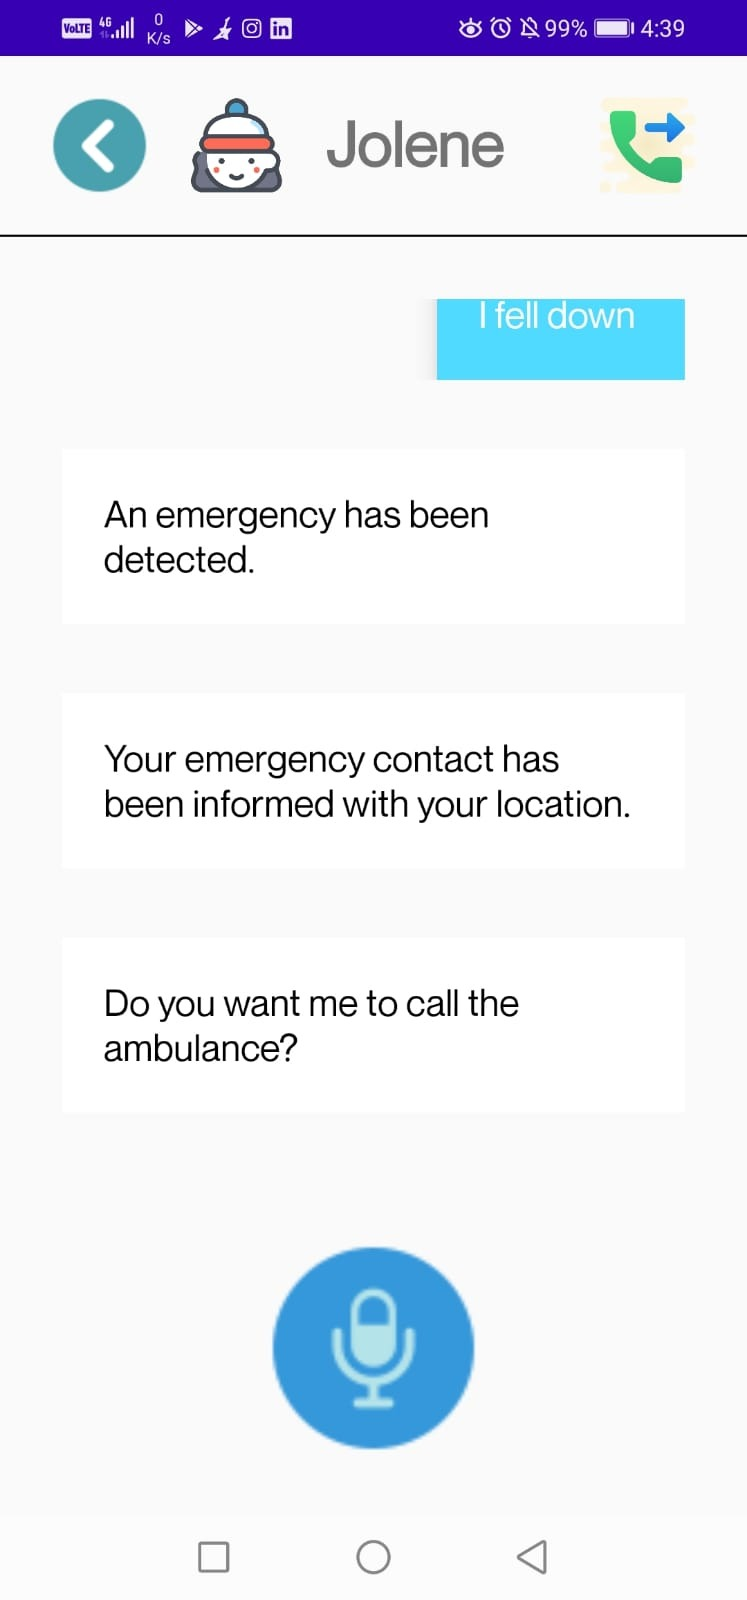 VoLTE 4G 0 K/s in 99% 4:39
Jolene
I fell down
An emergency has been
detected.
Your emergency contact has
been informed with your location.
Do you want me to call the
ambulance?